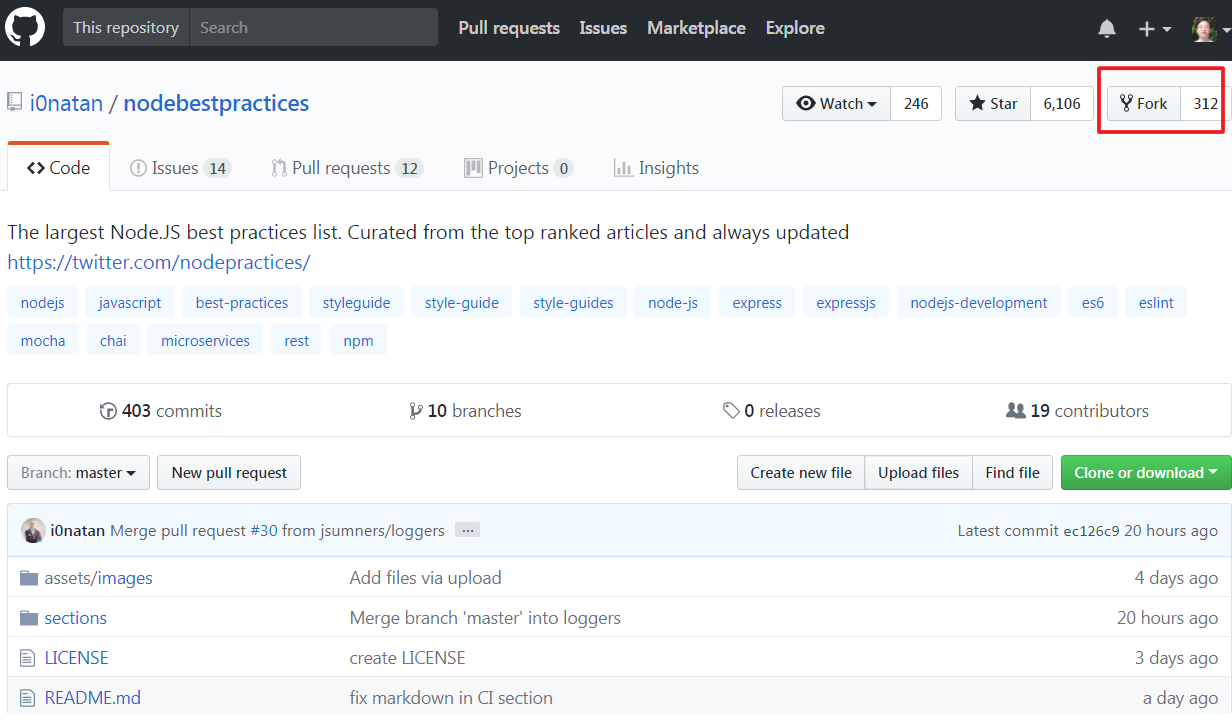 This repository Search Pull requests Issues Marketplace Explore
i0natan / nodebestpractices Watch 246 Star 6,106 Fork 312
Code Issues 14 Pull requests 12 Projects 0 Insights
The largest Node.JS best practices list. Curated from the top ranked articles and always updated
https://twitter.com/nodepractices/
nodejs javascript best-practices styleguide style-guide style-guides node-js express expressjs nodejs-development es6 eslint
mocha chai microservices rest npm
403 commits 10 branches 0 releases 19 contributors
Branch: master New pull request Create new file Upload files Find file Clone or download
i0natan Merge pull request #30 from jsumners/loggers ... Latest commit ec126c9 20 hours ago
assets/images Add files via upload 4 days ago
sections Merge branch 'master' into loggers 20 hours ago
LICENSE create LICENSE 3 days ago
README.md fix markdown in CI section a day ago